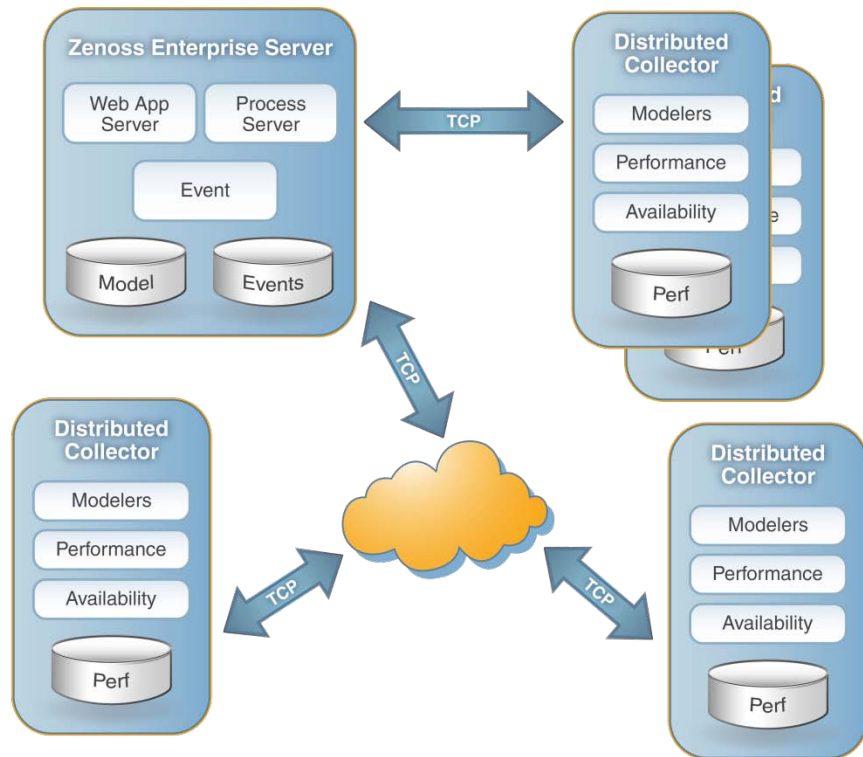 Zenoss Enterprise Server
Web App
Server
Process
Server
Event
Model
Events
TCP
Distributed
Collector
Modelers
Performance
Availability
Perf
TCP
Distributed
Collector
Modelers
Performance
Availability
Perf
TCP
TCP
Distributed
Collector
Modelers
Performance
Availability
Perf